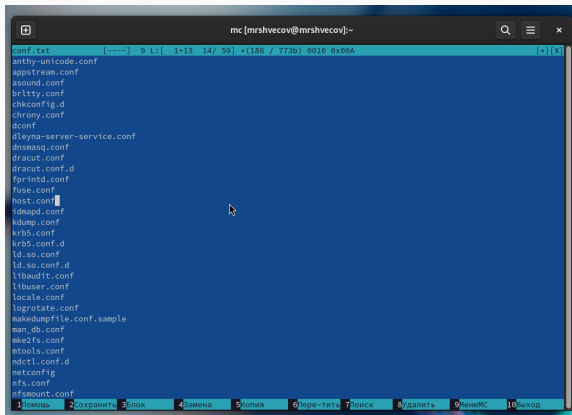 mc [mrshvecov@mrshvecov]:~
conf.txt [----] 9 L:[ 1+13 14/ 59] *(186 / 773b) 0010 0x00A [*][X]
anthy-unicode.conf
appstream.conf
asound.conf
brltty.conf
chkconfig.d
chrony.conf
dconf
dleyna-server-service.conf
dnsmasq.conf
dracut.conf
dracut.conf.d
fprintd.conf
fuse.conf
host.conf
idmapd.conf
kdump.conf
krb5.conf
krb5.conf.d
ld.so.conf
ld.so.conf.d
libaudit.conf
libuser.conf
locale.conf
logrotate.conf
makedumpfile.conf.sample
man_db.conf
mke2fs.conf
mtools.conf
ndctl.conf.d
netconfig
nfs.conf
nfsmount.conf
1Помощь 2Сохранить 3Блок 4Замена 5Копия 6Пере~тить 7Поиск 8Удалить 9МенюMC 10Выход